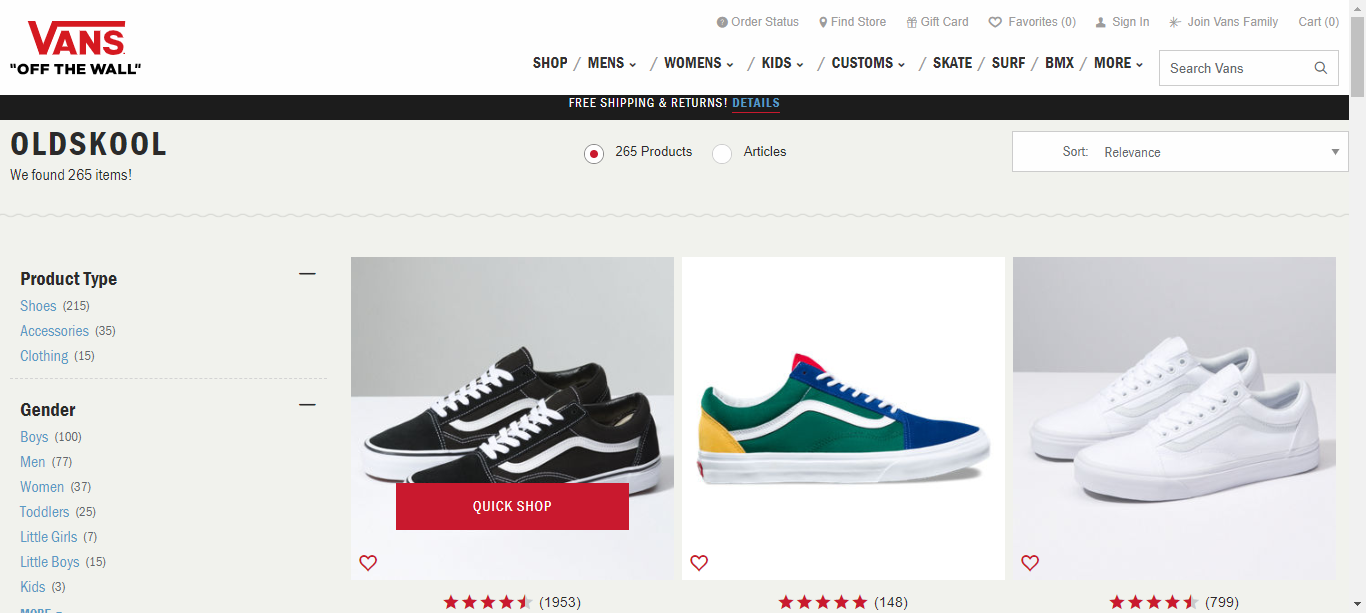 Order Status Find Store Gift Card Favorites (0) Sign In Join Vans Family Cart (0)
VANS
"OFF THE WALL"
SHOP / MENS / WOMENS / KIDS / CUSTOMS / SKATE / SURF / BMX / MORE
Search Vans
FREE SHIPPING & RETURNS! DETAILS
OLDSKOOL
We found 265 items!
265 Products Articles
Sort: Relevance
Product Type
Shoes (215)
Accessories (35)
Clothing (15)
Gender
Boys (100)
Men (77)
Women (37)
Toddlers (25)
Little Girls (7)
Little Boys (15)
Kids (3)
MORE
QUICK SHOP
(1953)
(148)
(799)